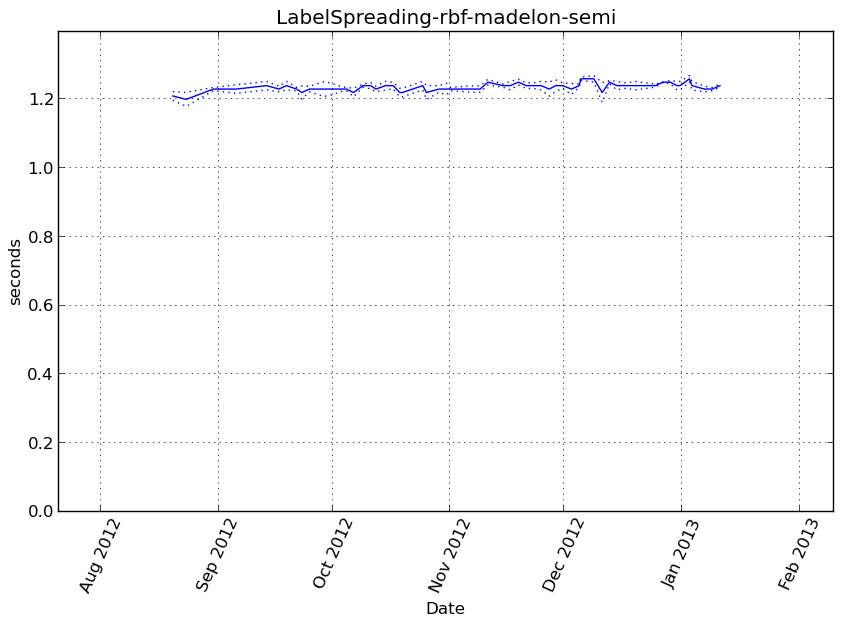 LabelSpreading-rbf-madelon-semi
1.2
1.0
0.8
0.6
0.4
0.2
0.0
seconds
Aug 2012
Sep 2012
Oct 2012
Nov 2012
Dec 2012
Jan 2013
Feb 2013
Date